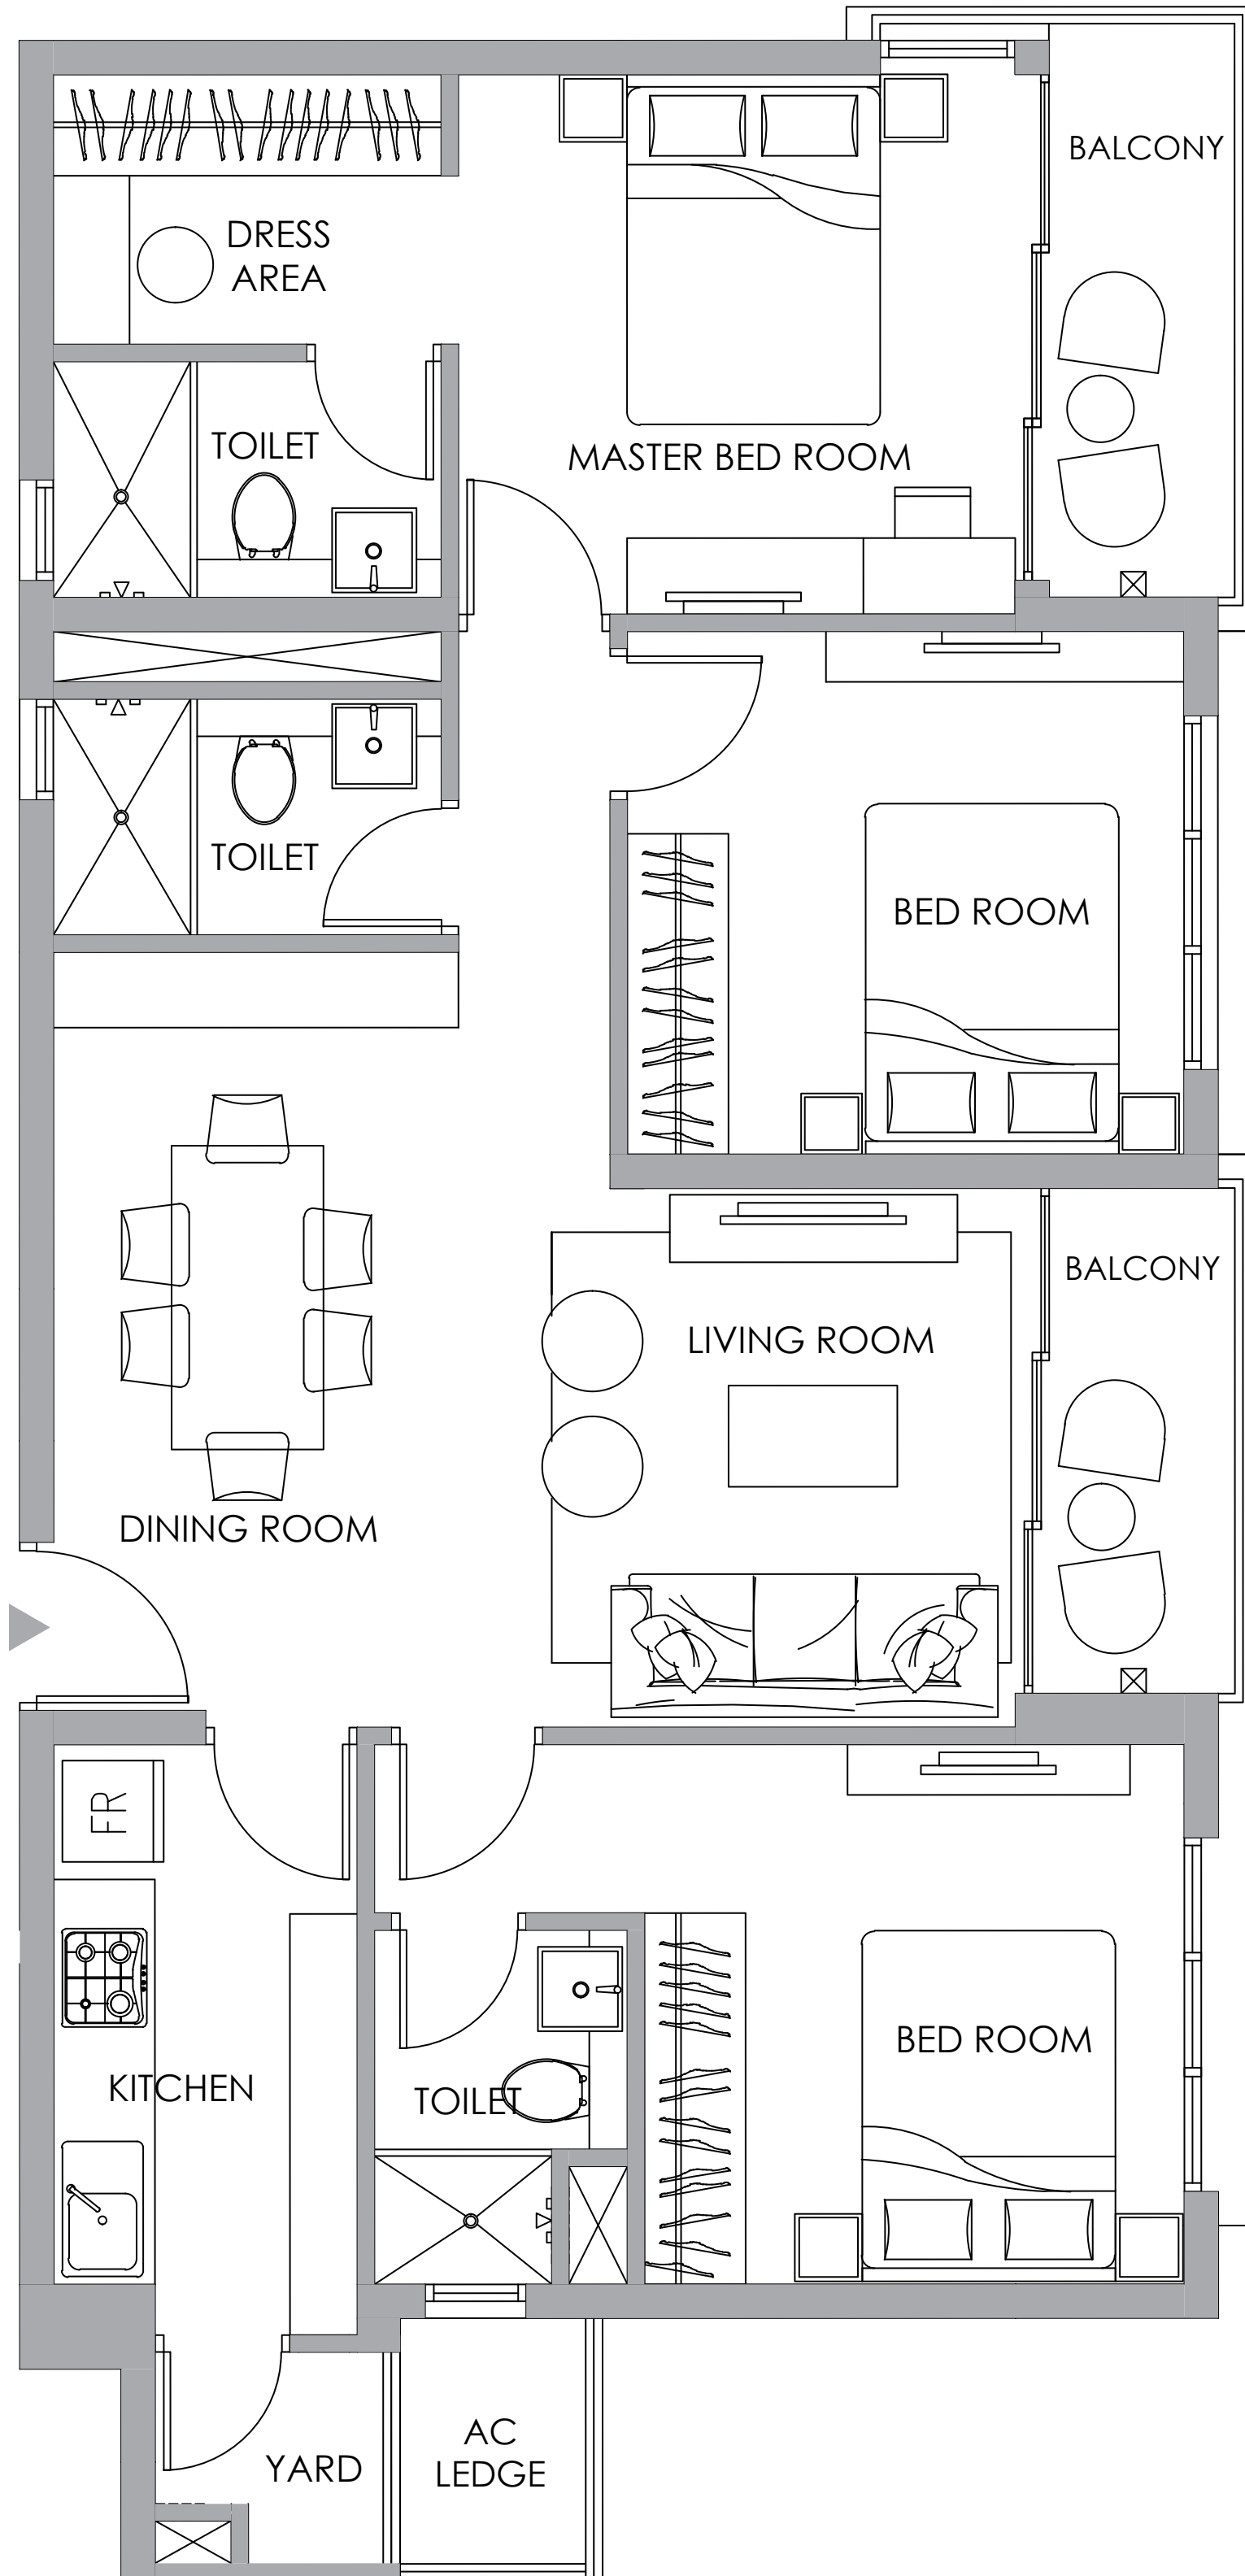 BALCONY
DRESS
AREA
TOILET
MASTER BED ROOM
TOILET
BED ROOM
BALCONY
LIVING ROOM
DINING ROOM
FR
BED ROOM
KITCHEN
TOILET
AC
LEDGE
YARD